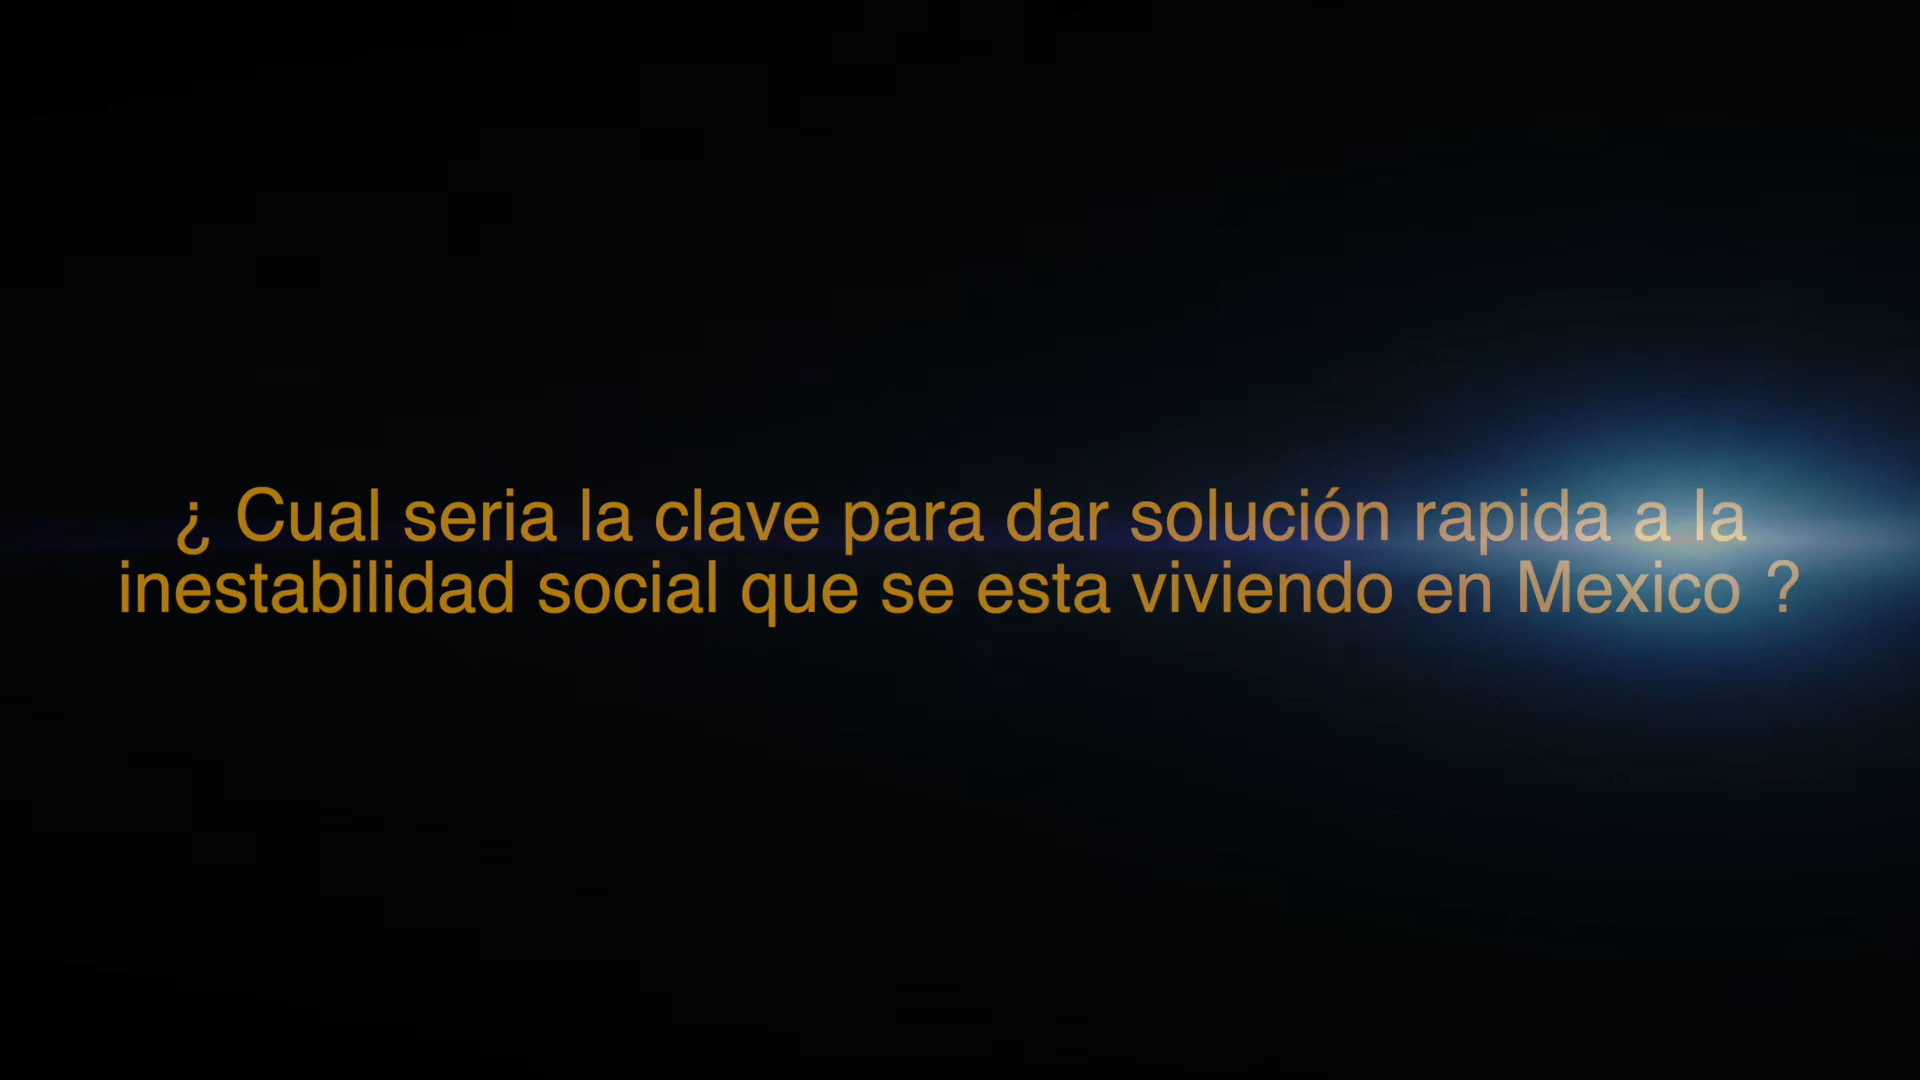 ¿ Cual seria la clave para dar solución rapida a la
inestabilidad social que se esta viviendo en Mexico ?